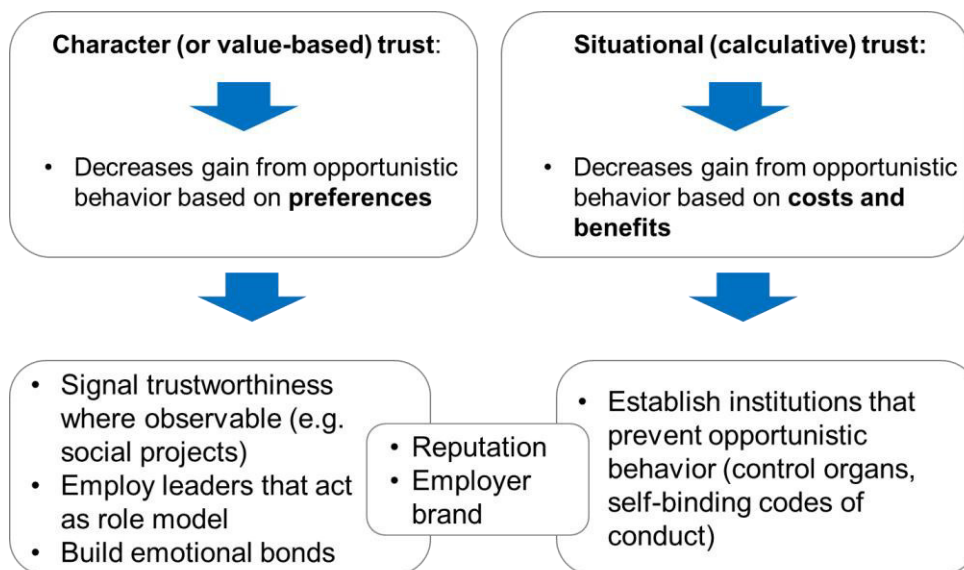 Character (or value-based) trust:
• Decreases gain from opportunistic
behavior based on preferences
Situational (calculative) trust:
• Decreases gain from opportunistic
behavior based on costs and
benefits
• Signal trustworthiness
where observable (e.g.
social projects)
• Employ leaders that act
as role model
• Build emotional bonds
• Reputation
• Employer
brand
• Establish institutions that
prevent opportunistic
behavior (control organs,
self-binding codes of
conduct)